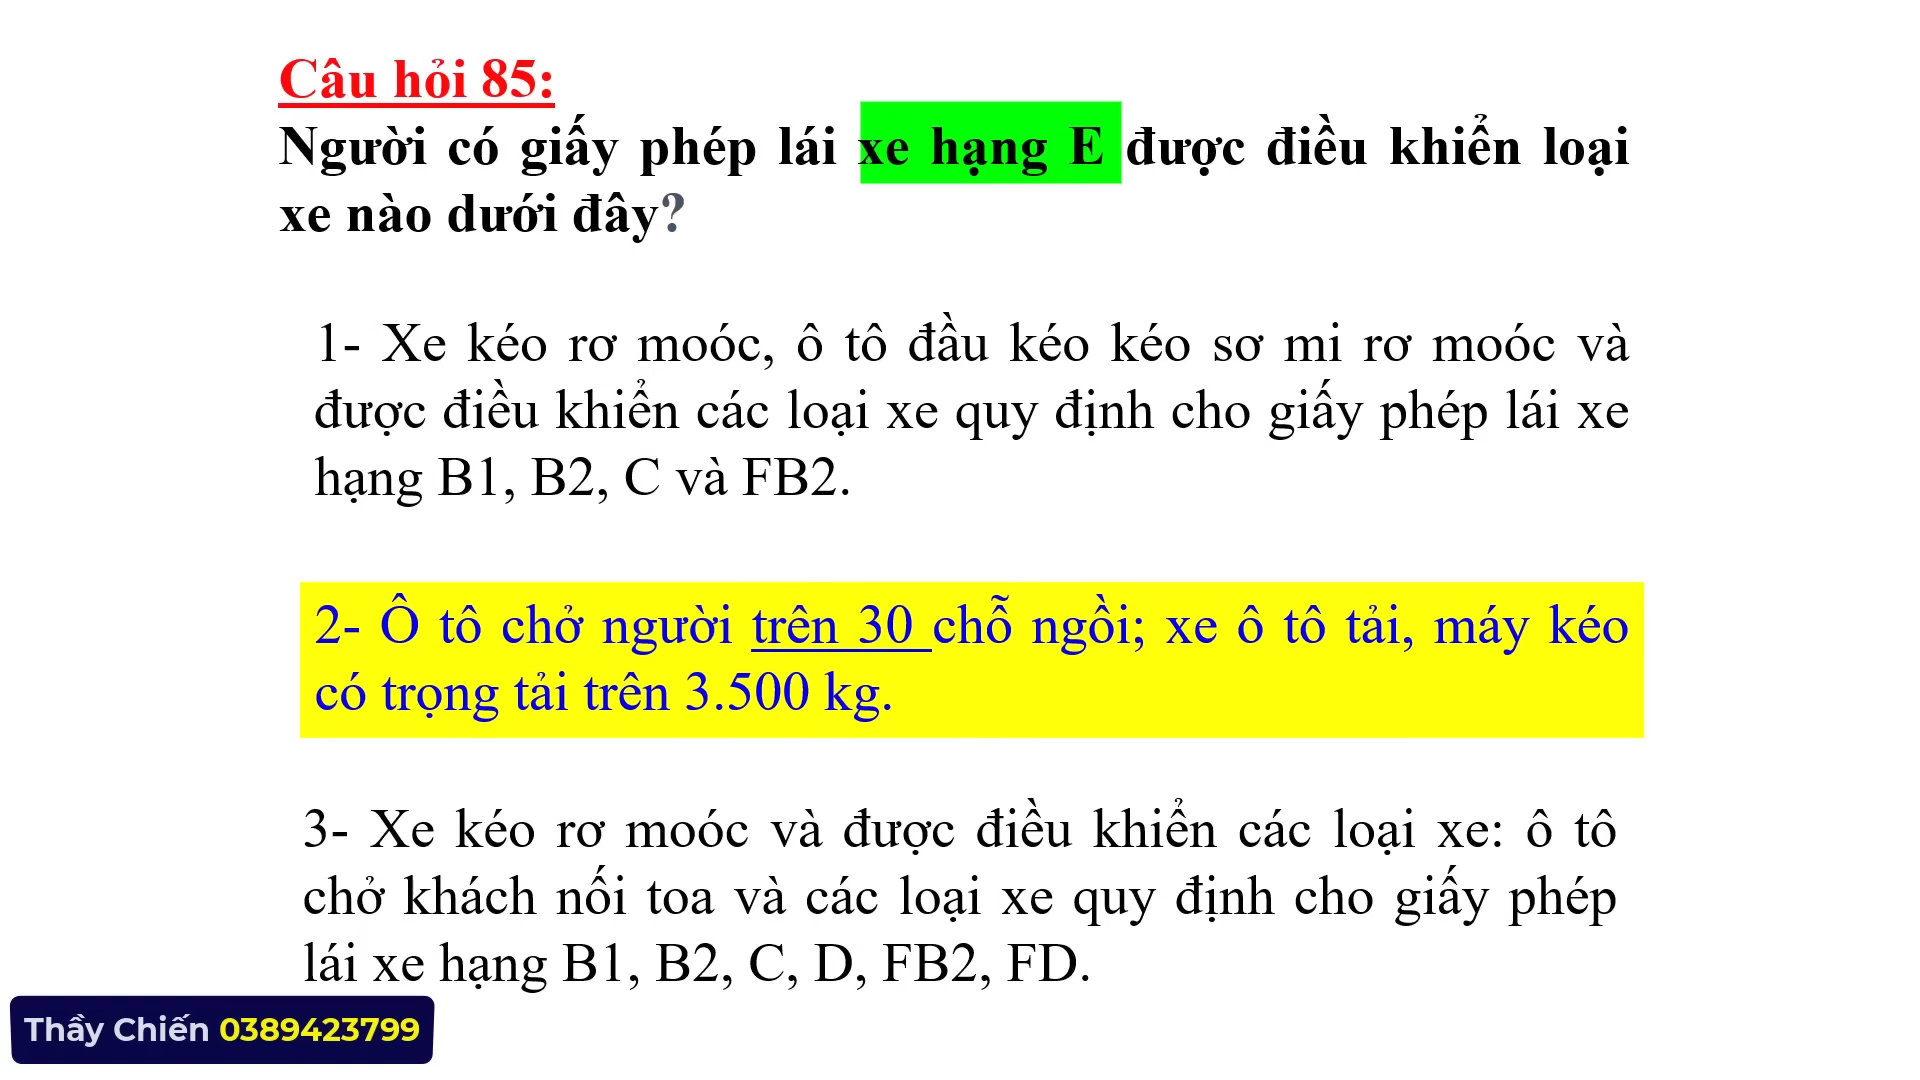 Câu hỏi 85:
Người có giấy phép lái xe hạng E được điều khiển loại
xe nào dưới đây?
1- Xe kéo rơ moóc, ô tô đầu kéo kéo sơ mi rơ moóc và
được điều khiển các loại xe quy định cho giấy phép lái xe
hạng B1, B2, C và FB2.
2- Ô tô chở người trên 30 chỗ ngồi; xe ô tô tải, máy kéo
có trọng tải trên 3.500 kg.
3- Xe kéo rơ moóc và được điều khiển các loại xe: ô tô
chở khách nối toa và các loại xe quy định cho giấy phép
lái xe hạng B1, B2, C, D, FB2, FD.
Thầy Chiến 0389423799